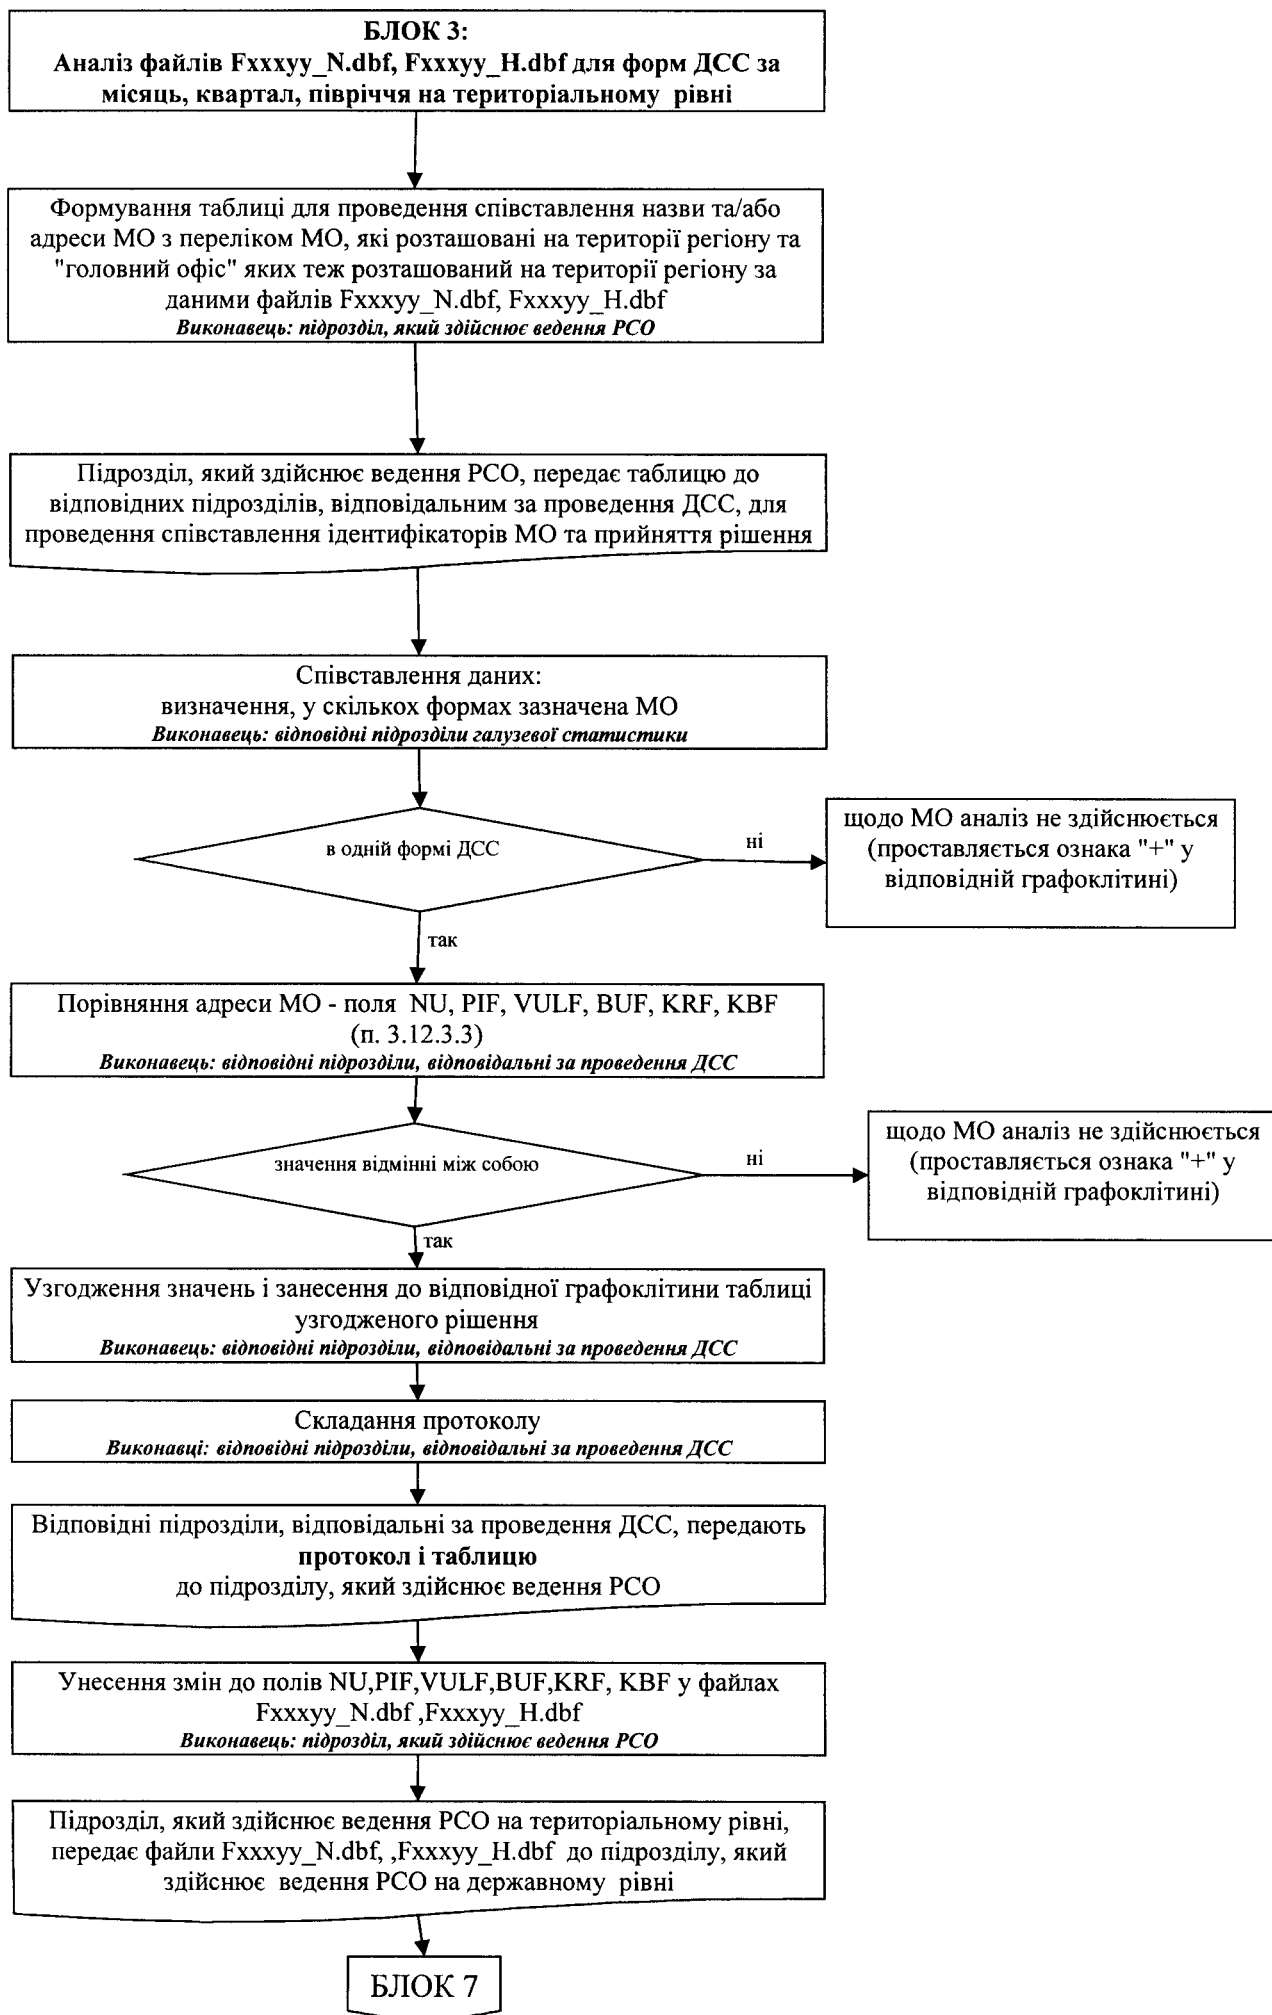 БЛОК 3:
Аналіз файлів Fxxxyy_N.dbf, Fxxxyy_H.dbf для форм ДСС за
місяць, квартал, півріччя на територіальному рівні
Формування таблиці для проведення співставлення назви та/або
адреси МО з переліком МО, які розташовані на території регіону та
"головний офіс" яких теж розташований на території регіону за
даними файлів Fxxxyy_N.dbf, Fxxxyy_H.dbf
Виконавець: підрозділ, який здійснює ведення РСО
Підрозділ, який здійснює ведення РСО, передає таблицю до
відповідних підрозділів, відповідальним за проведення ДСС, для
проведення співставлення ідентифікаторів МО та прийняття рішення
Співставлення даних:
визначення, у скількох формах зазначена МО
Виконавець: відповідні підрозділи галузевої статистики
в одній формі ДСС
ні
щодо МО аналіз не здійснюється
(проставляється ознака "+" у
відповідній графоклітині)
так
Порівняння адреси МО - поля NU, PIF, VULF, BUF, KRF, KBF
(п. 3.12.3.3)
Виконавець: відповідні підрозділи, відповідальні за проведення ДСС
значення відмінні між собою
ні
щодо МО аналіз не здійснюється
(проставляється ознака "+" у
відповідній графоклітині)
так
Узгодження значень і занесення до відповідної графоклітини таблиці
узгодженого рішення
Виконавець: відповідні підрозділи, відповідальні за проведення ДСС
Складання протоколу
Виконавці: відповідні підрозділи, відповідальні за проведення ДСС
Відповідні підрозділи, відповідальні за проведення ДСС, передають
протокол і таблицю
до підрозділу, який здійснює ведення РСО
Унесення змін до полів NU,PIF,VULF,BUF,KRF, KBF у файлах
Fxxxyy_N.dbf ,Fxxxyy_H.dbf
Виконавець: підрозділ, який здійснює ведення РСО
Підрозділ, який здійснює ведення РСО на територіальному рівні,
передає файли Fxxxyy_N.dbf, ,Fxxxyy_H.dbf до підрозділу, який
здійснює ведення РСО на державному рівні
БЛОК 7